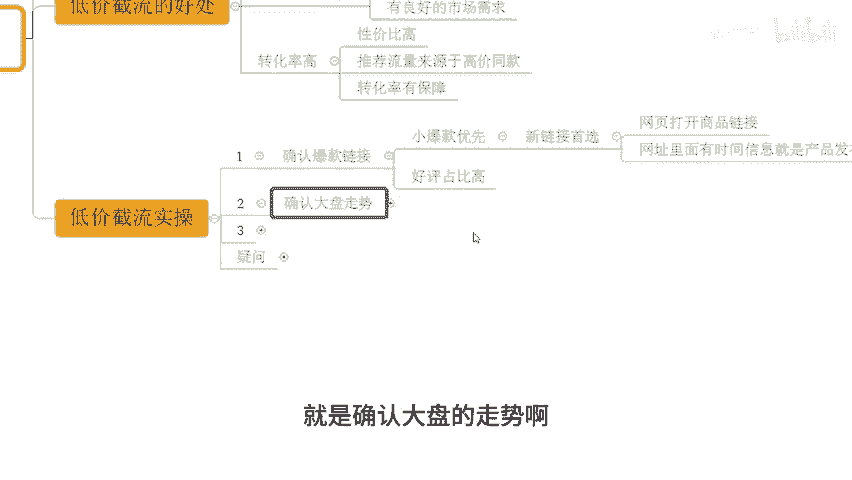 低价截流的好处
有良好的市场需求
性价比高
转化率高
推荐流量来源于高价同款
转化率有保障
低价截流实操
1
确认爆款链接
小爆款优先
新链接首选
网页打开商品链接
网址里面有时间信息就是产品发
好评占比高
2
确认大盘走势
3
疑问
就是确认大盘的走势啊
bilibili